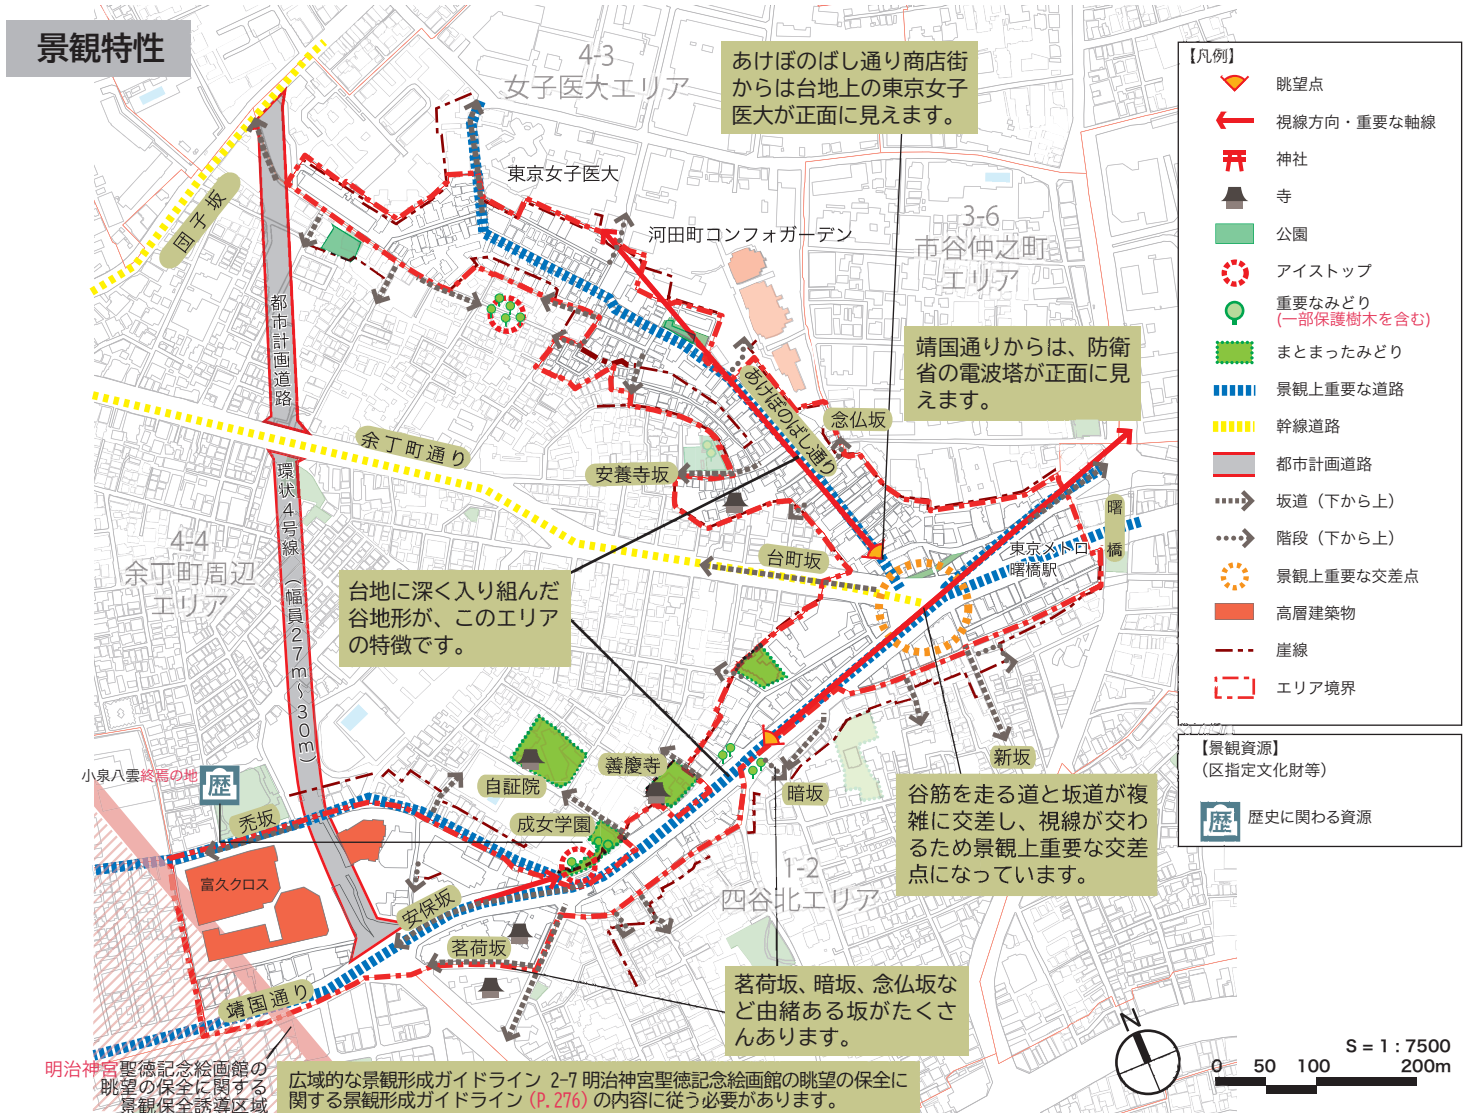 景観特性
4-3
女子医大エリア
あけぼのばし通り商店街
からは台地上の東京女子
医大が正面に見えます。
東京女子医大
河田町コンフォガーデン
3-6
市谷仲之町
エリア
団子坂
都市計画道路
靖国通りからは、防衛
省の電波塔が正面に見
えます。
あけぼのばし通り
念仏坂
余丁町通り
安養寺坂
環状4号線（幅員27m～30m）
4-4
余丁町周辺
エリア
台町坂
東京メトロ
曙橋駅
曙橋
台地に深く入り組んだ
谷地形が、このエリア
の特徴です。
小泉八雲終焉の地
歴
禿坂
自証院
善慶寺
成女学園
新坂
暗坂
谷筋を走る道と坂道が複
雑に交差し、視線が交わ
るため景観上重要な交差
点になっています。
1-2
四谷北エリア
富久クロス
安保坂
茗荷坂
靖国通り
茗荷坂、暗坂、念仏坂な
ど由緒ある坂がたくさ
んあります。
明治神宮聖徳記念絵画館の
眺望の保全に関する
景観保全誘導区域
広域的な景観形成ガイドライン 2-7 明治神宮聖徳記念絵画館の眺望の保全に
関する景観形成ガイドライン (P.276) の内容に従う必要があります。
【凡例】
眺望点
視線方向・重要な軸線
神社
寺
公園
アイストップ
重要なみどり
(一部保護樹木を含む)
まとまったみどり
景観上重要な道路
幹線道路
都市計画道路
坂道（下から上）
階段（下から上）
景観上重要な交差点
高層建築物
崖線
エリア境界
【景観資源】
（区指定文化財等）
歴
歴史に関わる資源
N
S = 1 : 7500
0 50 100 200m